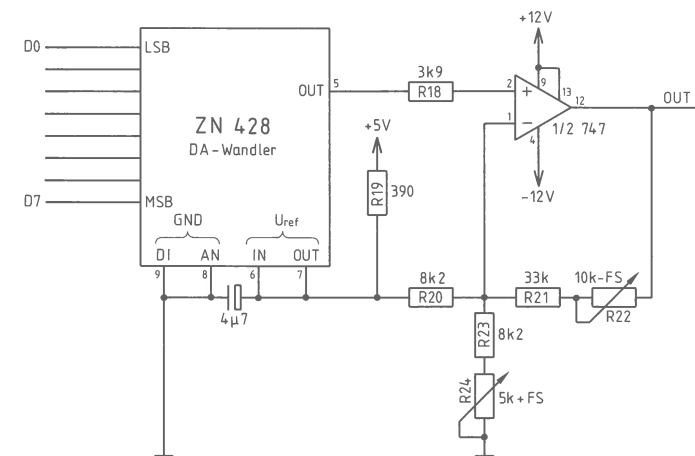 +12V
D0
LSB
3k9
9
13
5
2
OUT
R18
+
12
OUT
ZN 428
+5V
1
−
1/2 747
DA-Wandler
4
R19
390
−12V
D7
MSB
GND
Uref
DI
AN
IN
OUT
9
8
6
7
8k2
33k
10k-FS
R20
R21
4µ7
R22
R23
8k2
R24
5k+FS